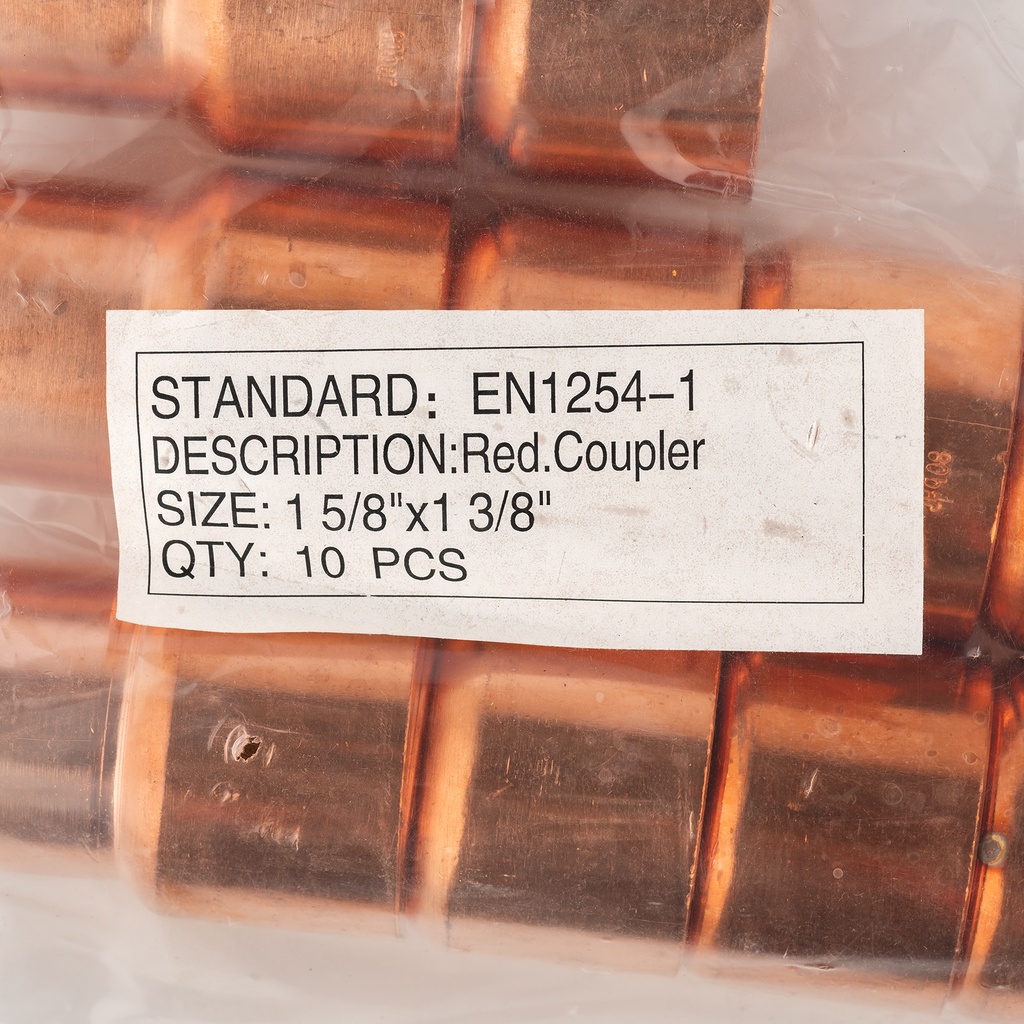 STANDARD: EN1254-1
DESCRIPTION:Red.Coupler
SIZE: 1 5/8"x1 3/8"
QTY: 10 PCS